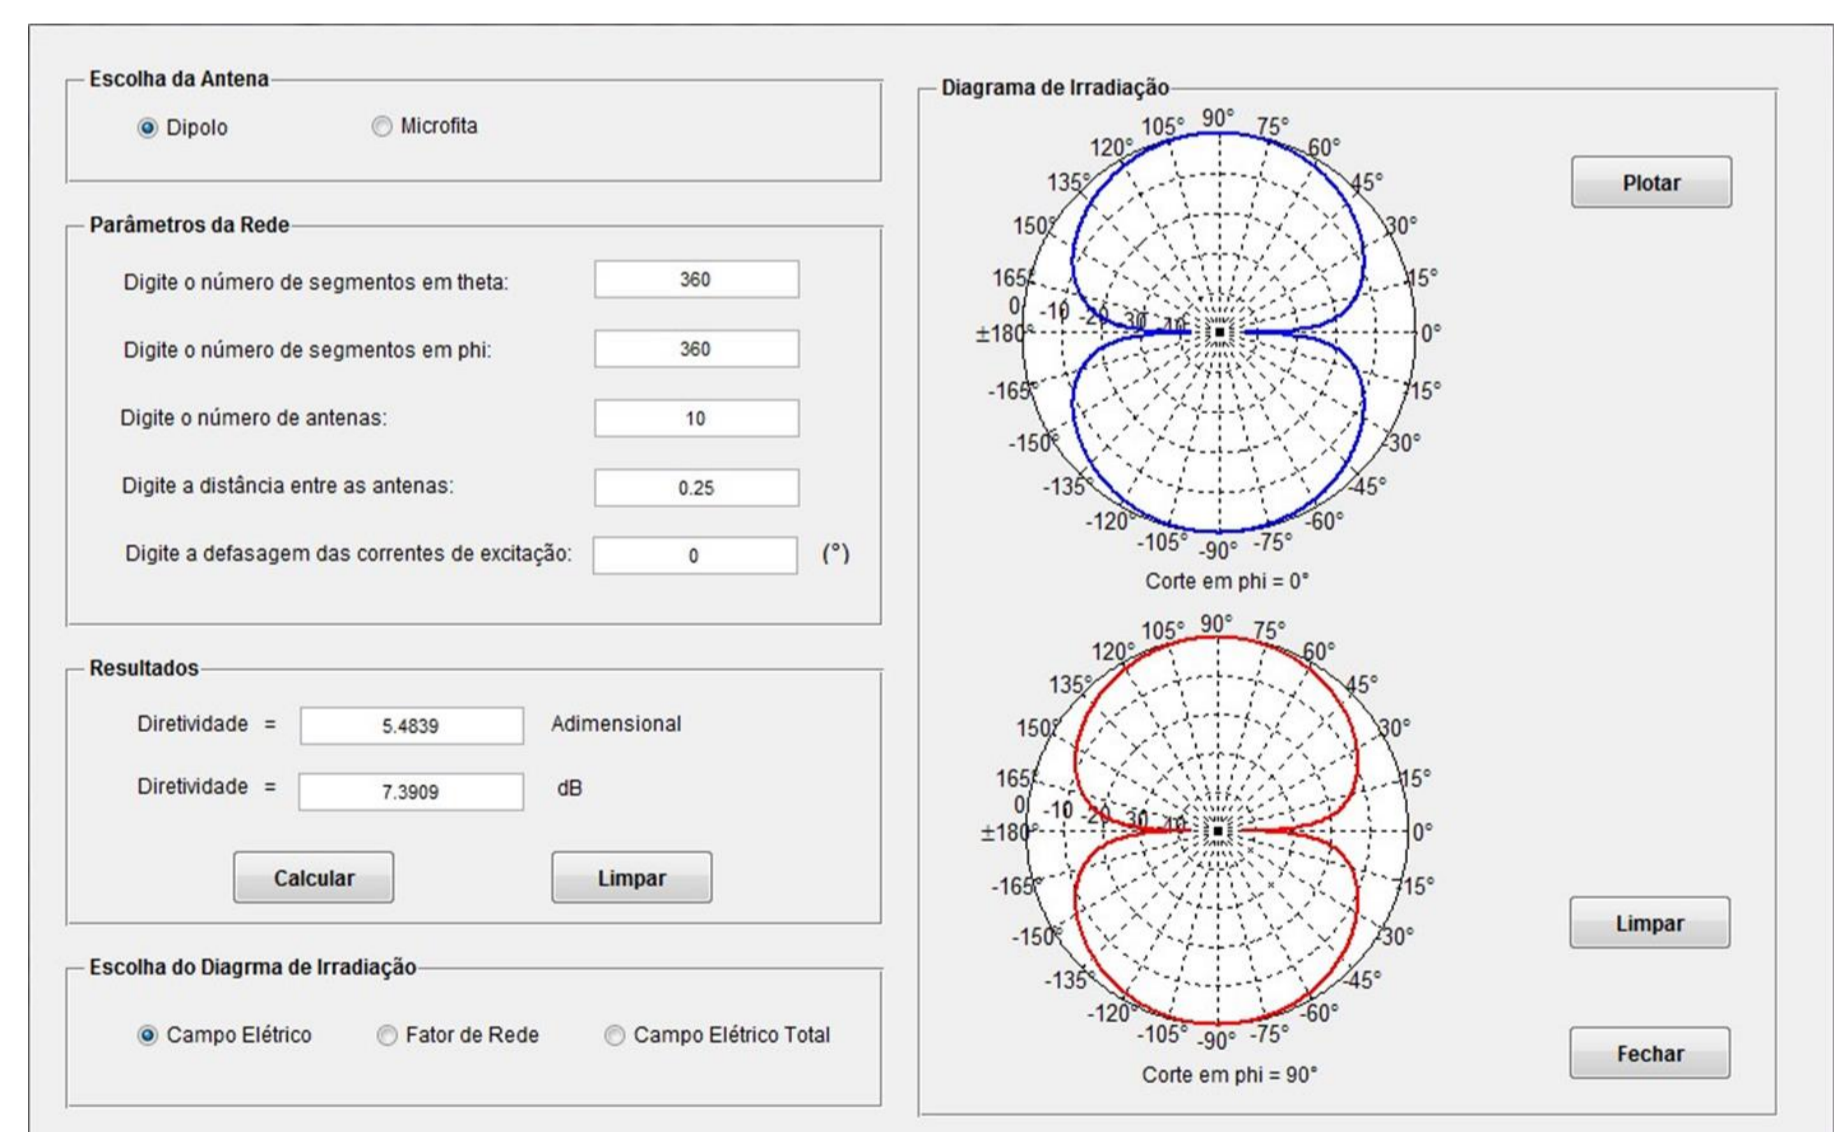 Escolha da Antena
Dipolo
Microfita
Parâmetros da Rede
Digite o número de segmentos em theta:
360
Digite o número de segmentos em phi:
360
Digite o número de antenas:
10
Digite a distância entre as antenas:
0.25
Digite a defasagem das correntes de excitação:
0
(°)
Resultados
Diretividade =
5.4839
Adimensional
Diretividade =
7.3909
dB
Calcular
Limpar
Escolha do Diagrma de Irradiação
Campo Elétrico
Fator de Rede
Campo Elétrico Total
Diagrama de Irradiação
105° 90° 75°
120° 60°
135° 45°
150° 30°
165° 15°
0 -10 -20 -30 -40
±180° 0°
-165° -15°
-150° -30°
-135° -45°
-120° -60°
-105° -90° -75°
Corte em phi = 0°
105° 90° 75°
120° 60°
135° 45°
150° 30°
165° 15°
0 -10 -20 -30 -40
±180° 0°
-165° -15°
-150° -30°
-135° -45°
-120° -60°
-105° -90° -75°
Corte em phi = 90°
Plotar
Limpar
Fechar